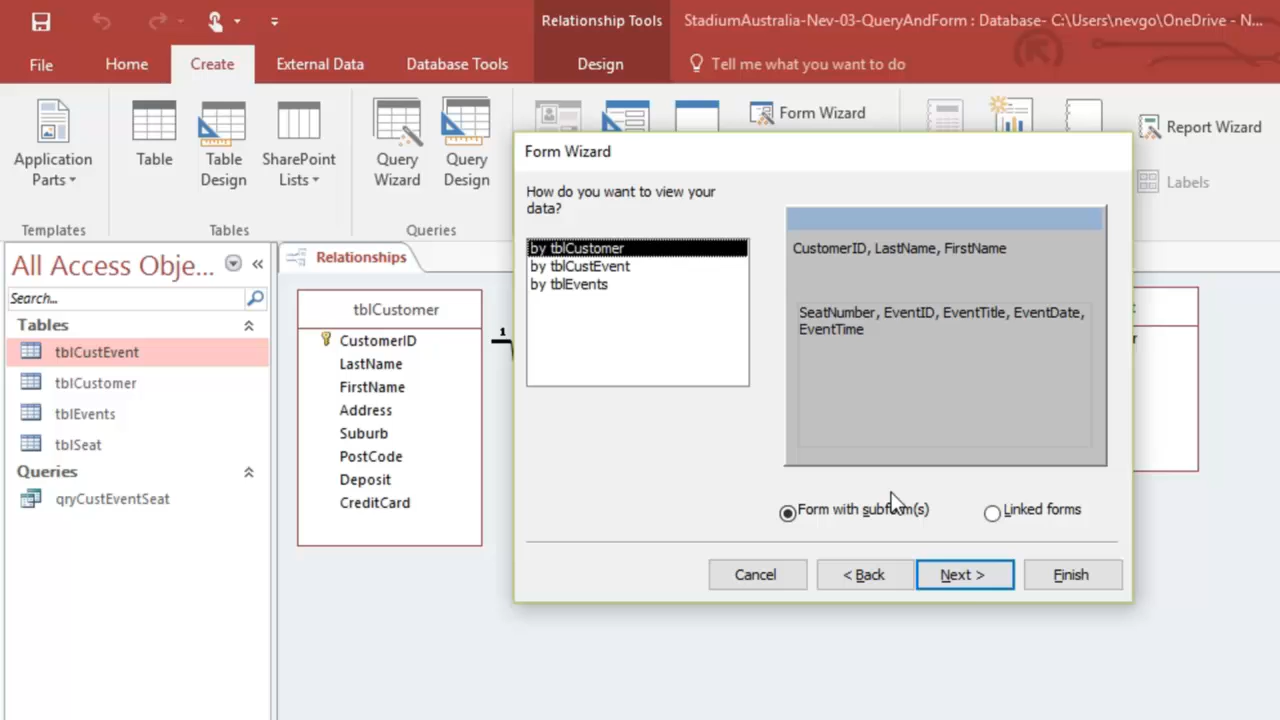 Relationship Tools
StadiumAustralia-Nev-03-QueryAndForm : Database- C:\Users\nevgo\OneDrive - N...
File
Home
Create
External Data
Database Tools
Design
Tell me what you want to do
Application
Parts
Table
Table
Design
SharePoint
Lists
Query
Wizard
Query
Design
Form Wizard
Report Wizard
Labels
Templates
Tables
Queries
All Access Obje...
Search...
Tables
tblCustEvent
tblCustomer
tblEvents
tblSeat
Queries
qryCustEventSeat
Relationships
tblCustomer
CustomerID
LastName
FirstName
Address
Suburb
PostCode
Deposit
CreditCard
1
Form Wizard
How do you want to view your
data?
by tblCustomer
by tblCustEvent
by tblEvents
CustomerID, LastName, FirstName
SeatNumber, EventID, EventTitle, EventDate,
EventTime
Form with subform(s)
Linked forms
Cancel
< Back
Next >
Finish